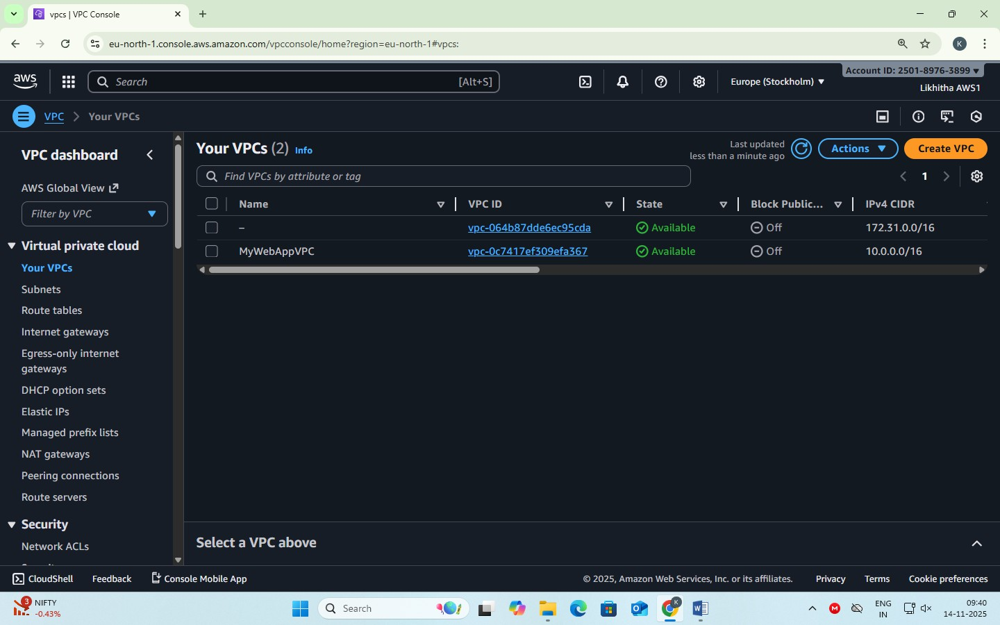 vpcs | VPC Console
eu-north-1.console.aws.amazon.com/vpcconsole/home?region=eu-north-1#vpcs:
K
aws
Search [Alt+S]
Europe (Stockholm)
Account ID: 2501-8976-3899
Likhitha AWS1
VPC > Your VPCs
VPC dashboard
AWS Global View
Filter by VPC
Virtual private cloud
Your VPCs
Subnets
Route tables
Internet gateways
Egress-only internet
gateways
DHCP option sets
Elastic IPs
Managed prefix lists
NAT gateways
Peering connections
Route servers
Security
Network ACLs
Your VPCs (2) Info
Last updated
less than a minute ago
Actions
Create VPC
Find VPCs by attribute or tag
1
Name VPC ID State Block Public... IPv4 CIDR
– vpc-064b87dde6ec95cda Available Off 172.31.0.0/16
MyWebAppVPC vpc-0c7417ef309efa367 Available Off 10.0.0.0/16
Select a VPC above
CloudShell Feedback Console Mobile App © 2025, Amazon Web Services, Inc. or its affiliates. Privacy Terms Cookie preferences
3
NIFTY
-0.43%
Search
K
M
ENG
IN
09:40
14-11-2025